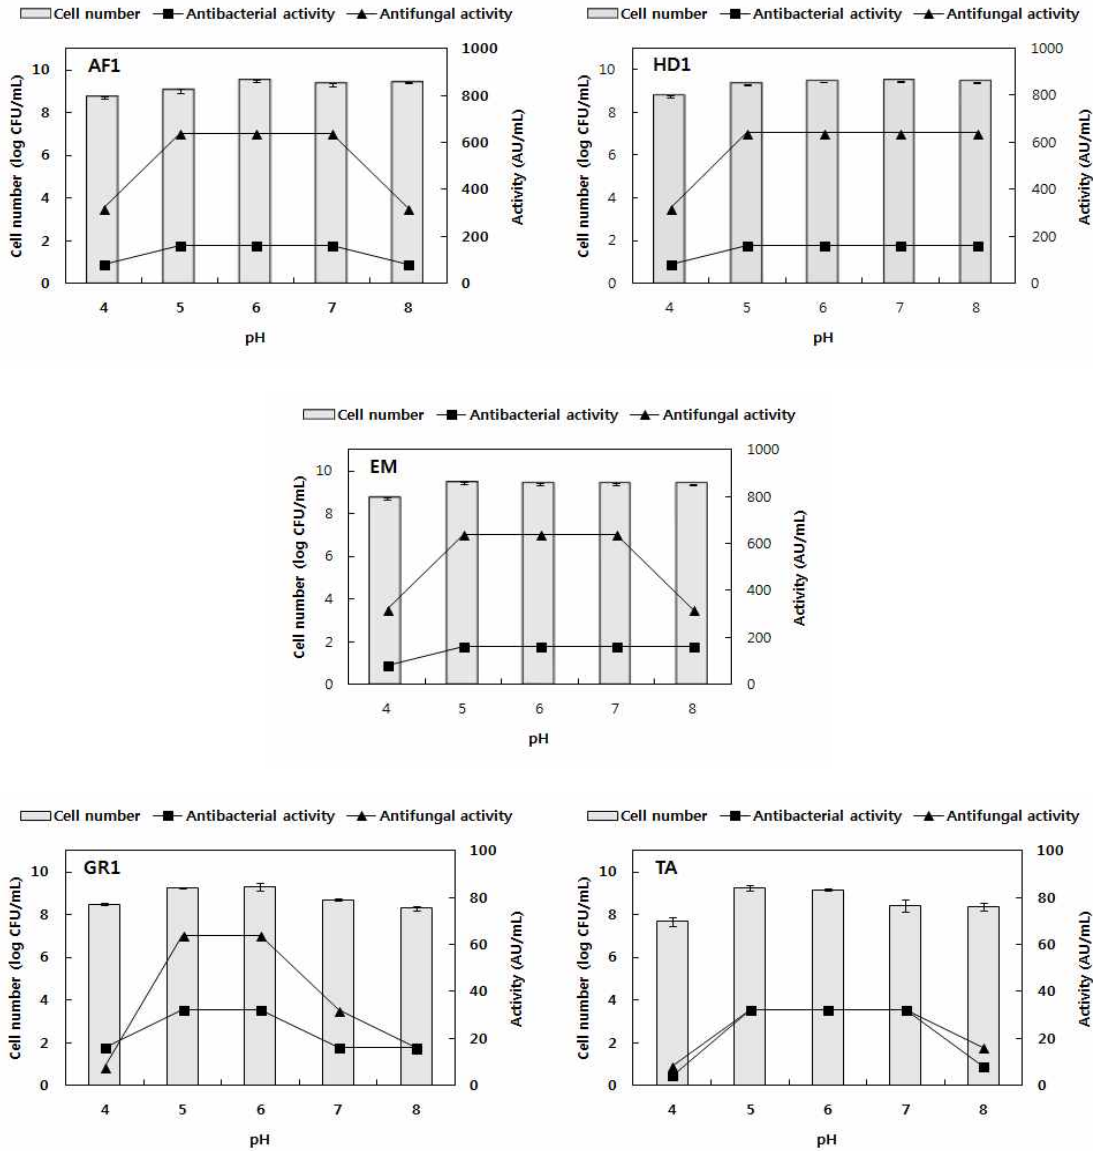 Cell number Antibacterial activity Antifungal activity
AF1
Cell number (log CFU/mL)
10
8
6
4
2
0
1000
800
600
400
200
0
Activity (AU/mL)
4 5 6 7 8
pH
Cell number Antibacterial activity Antifungal activity
HD1
Cell number (log CFU/mL)
10
8
6
4
2
0
1000
800
600
400
200
0
Activity (AU/mL)
4 5 6 7 8
pH
Cell number Antibacterial activity Antifungal activity
EM
Cell number (log CFU/mL)
10
8
6
4
2
0
1000
800
600
400
200
0
Activity (AU/mL)
4 5 6 7 8
pH
Cell number Antibacterial activity Antifungal activity
GR1
Cell number (log CFU/mL)
10
8
6
4
2
0
100
80
60
40
20
0
Activity (AU/mL)
4 5 6 7 8
pH
Cell number Antibacterial activity Antifungal activity
TA
Cell number (log CFU/mL)
10
8
6
4
2
0
100
80
60
40
20
0
Activity (AU/mL)
4 5 6 7 8
pH